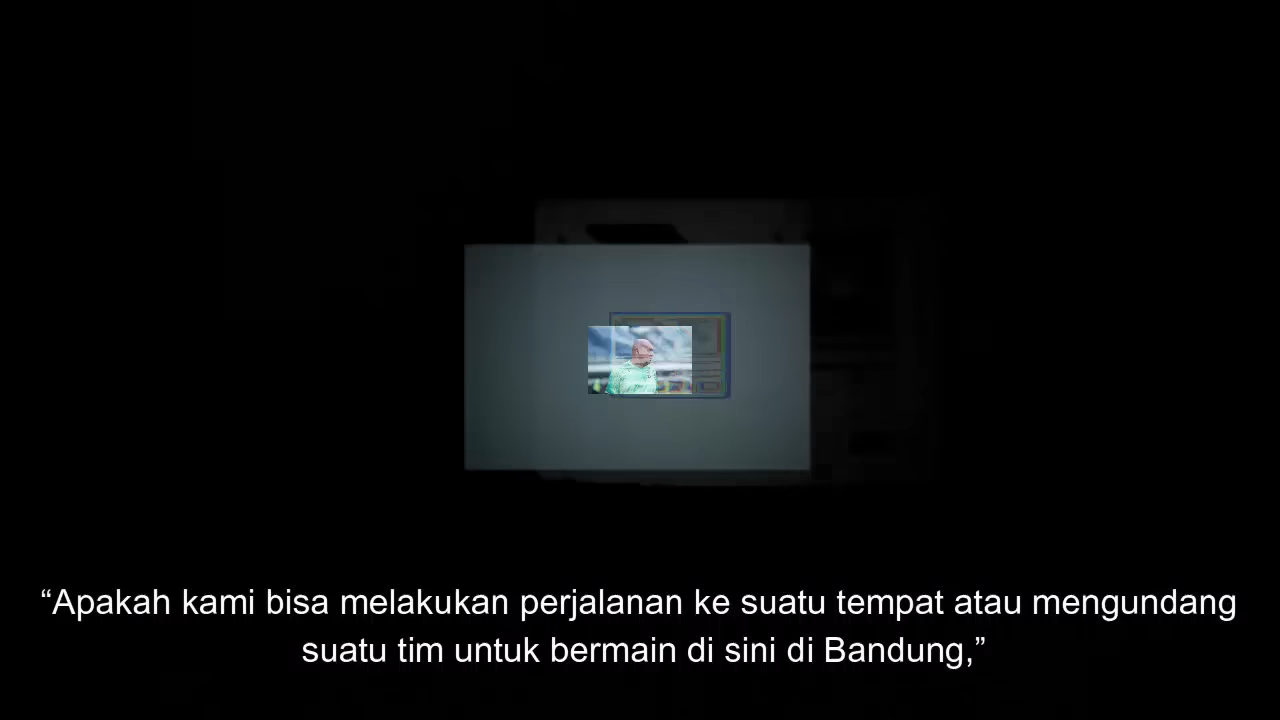 “Apakah kami bisa melakukan perjalanan ke suatu tempat atau mengundang
suatu tim untuk bermain di sini di Bandung,”